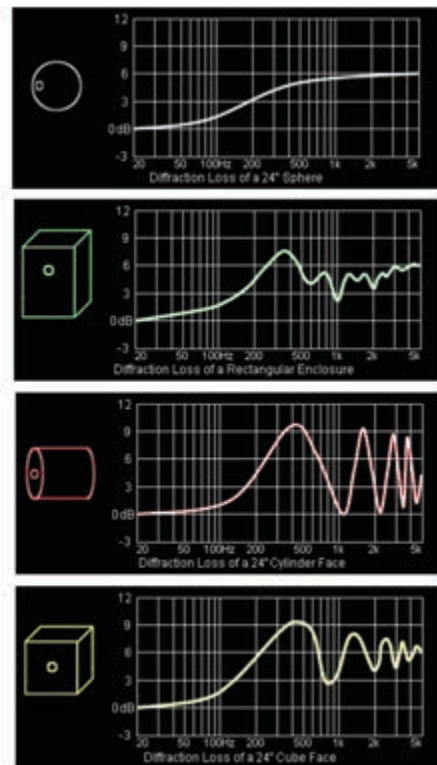 12
9
6
3
0dB
-3
20 50 100Hz 200 500 1k 2k 5k
Diffraction Loss of a 24" Sphere
12
9
6
3
0dB
-3
20 50 100Hz 200 500 1k 2k 5k
Diffraction Loss of a Rectangular Enclosure
12
9
6
3
0dB
-3
20 50 100Hz 200 500 1k 2k 5k
Diffraction Loss of a 24" Cylinder Face
12
9
6
3
0dB
-3
20 50 100Hz 200 500 1k 2k 5k
Diffraction Loss of a 24" Cube Face